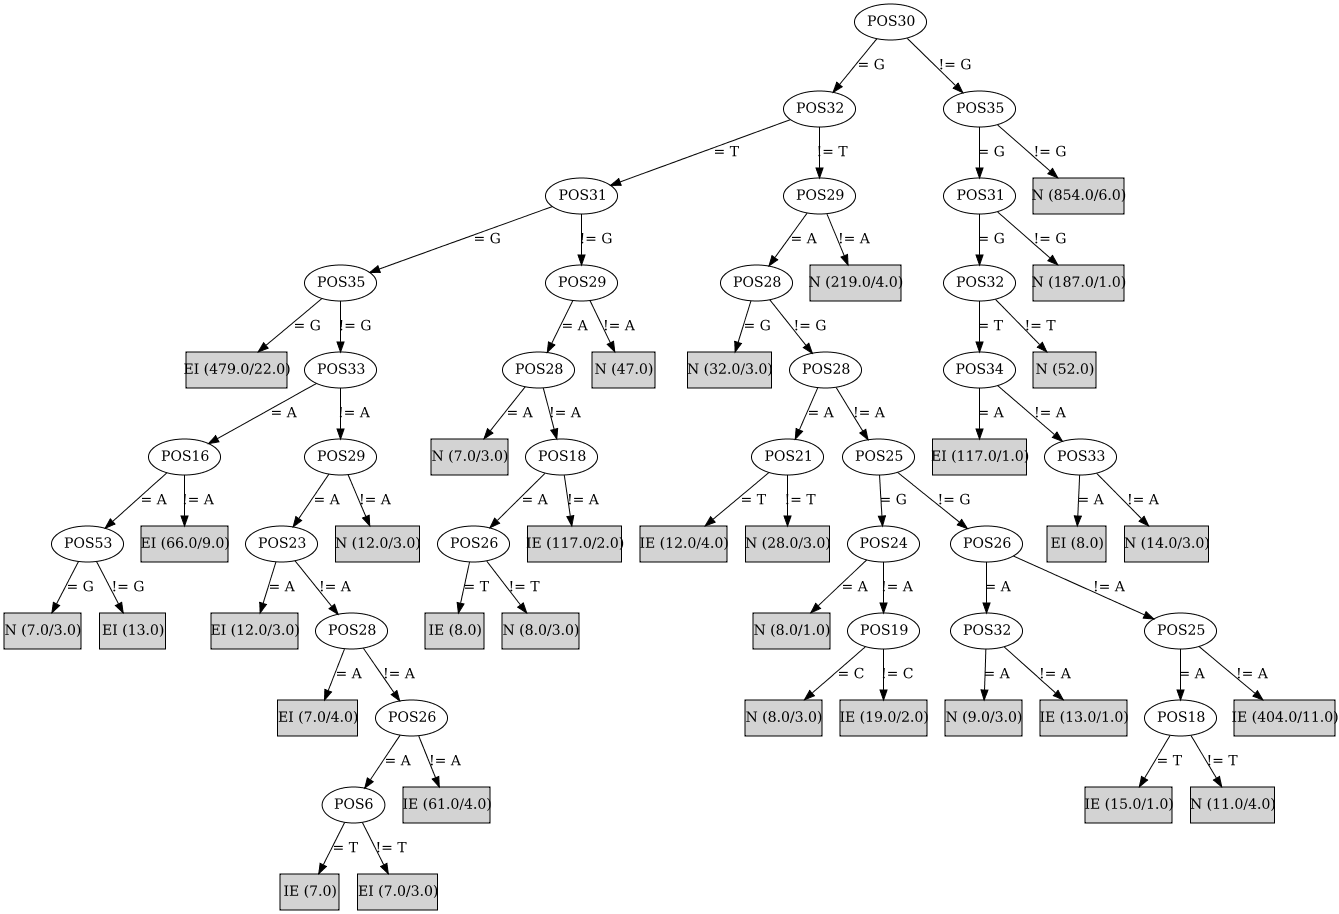 POS30
= G
!= G
POS32
POS35
= T
!= T
= G
!= G
POS31
POS29
POS31
N (854.0/6.0)
= G
!= G
= A
!= A
= G
!= G
POS35
POS29
POS28
N (219.0/4.0)
POS32
N (187.0/1.0)
= G
!= G
= A
!= A
= G
!= G
= T
!= T
EI (479.0/22.0)
POS33
POS28
N (47.0)
N (32.0/3.0)
POS28
POS34
N (52.0)
= A
!= A
= A
!= A
= A
!= A
= A
!= A
POS16
POS29
N (7.0/3.0)
POS18
POS21
POS25
EI (117.0/1.0)
POS33
= A
!= A
= A
!= A
= A
!= A
= T
!= T
= G
!= G
= A
!= A
POS53
EI (66.0/9.0)
POS23
N (12.0/3.0)
POS26
IE (117.0/2.0)
IE (12.0/4.0)
N (28.0/3.0)
POS24
POS26
EI (8.0)
N (14.0/3.0)
= G
!= G
= A
!= A
= T
!= T
= A
!= A
= A
!= A
N (7.0/3.0)
EI (13.0)
EI (12.0/3.0)
POS28
IE (8.0)
N (8.0/3.0)
N (8.0/1.0)
POS19
POS32
POS25
= A
!= A
= C
!= C
= A
!= A
= A
!= A
EI (7.0/4.0)
POS26
N (8.0/3.0)
IE (19.0/2.0)
N (9.0/3.0)
IE (13.0/1.0)
POS18
IE (404.0/11.0)
= A
!= A
= T
!= T
POS6
IE (61.0/4.0)
IE (15.0/1.0)
N (11.0/4.0)
= T
!= T
IE (7.0)
EI (7.0/3.0)